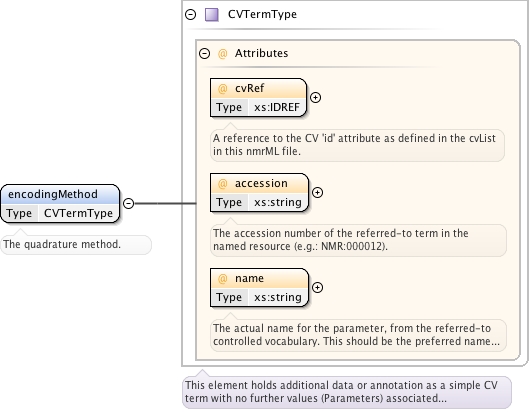 CVTermType
@ Attributes
@ cvRef
Type xs:IDREF
A reference to the CV 'id' attribute as defined in the cvList
in this nmrML file.
encodingMethod
Type CVTermType
The quadrature method.
@ accession
Type xs:string
The accession number of the referred-to term in the
named resource (e.g.: NMR:000012).
@ name
Type xs:string
The actual name for the parameter, from the referred-to
controlled vocabulary. This should be the preferred name...
This element holds additional data or annotation as a simple CV
term with no further values (Parameters) associated...